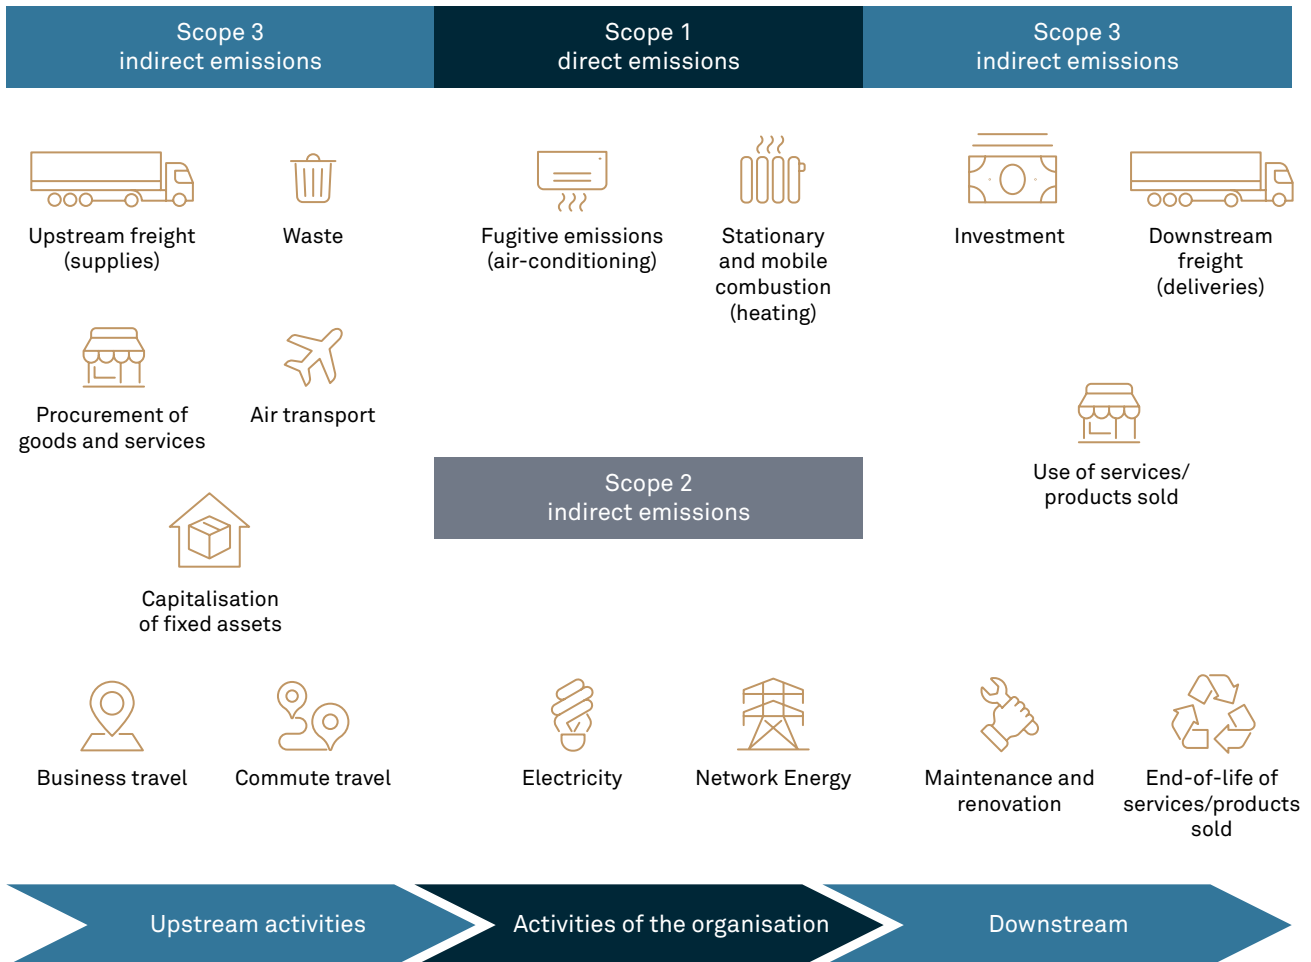 Scope 3
indirect emissions
Scope 1
direct emissions
Scope 3
indirect emissions
Upstream freight
(supplies)
Waste
Procurement of
goods and services
Air transport
Capitalisation
of fixed assets
Business travel
Commute travel
Fugitive emissions
(air-conditioning)
Stationary
and mobile
combustion
(heating)
Scope 2
indirect emissions
Electricity
Network Energy
Investment
Downstream
freight
(deliveries)
Use of services/
products sold
Maintenance and
renovation
End-of-life of
services/products
sold
Upstream activities
Activities of the organisation
Downstream